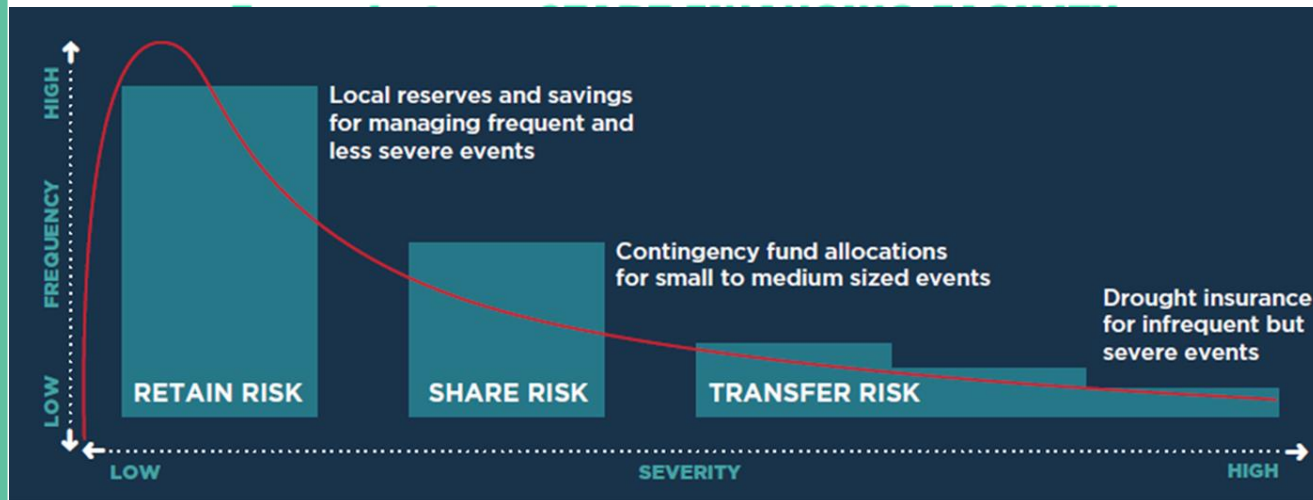 HIGH
FREQUENCY
LOW
Local reserves and savings
for managing frequent and
less severe events
Contingency fund allocations
for small to medium sized events
Drought insurance
for infrequent but
severe events
RETAIN RISK
SHARE RISK
TRANSFER RISK
LOW
SEVERITY
HIGH